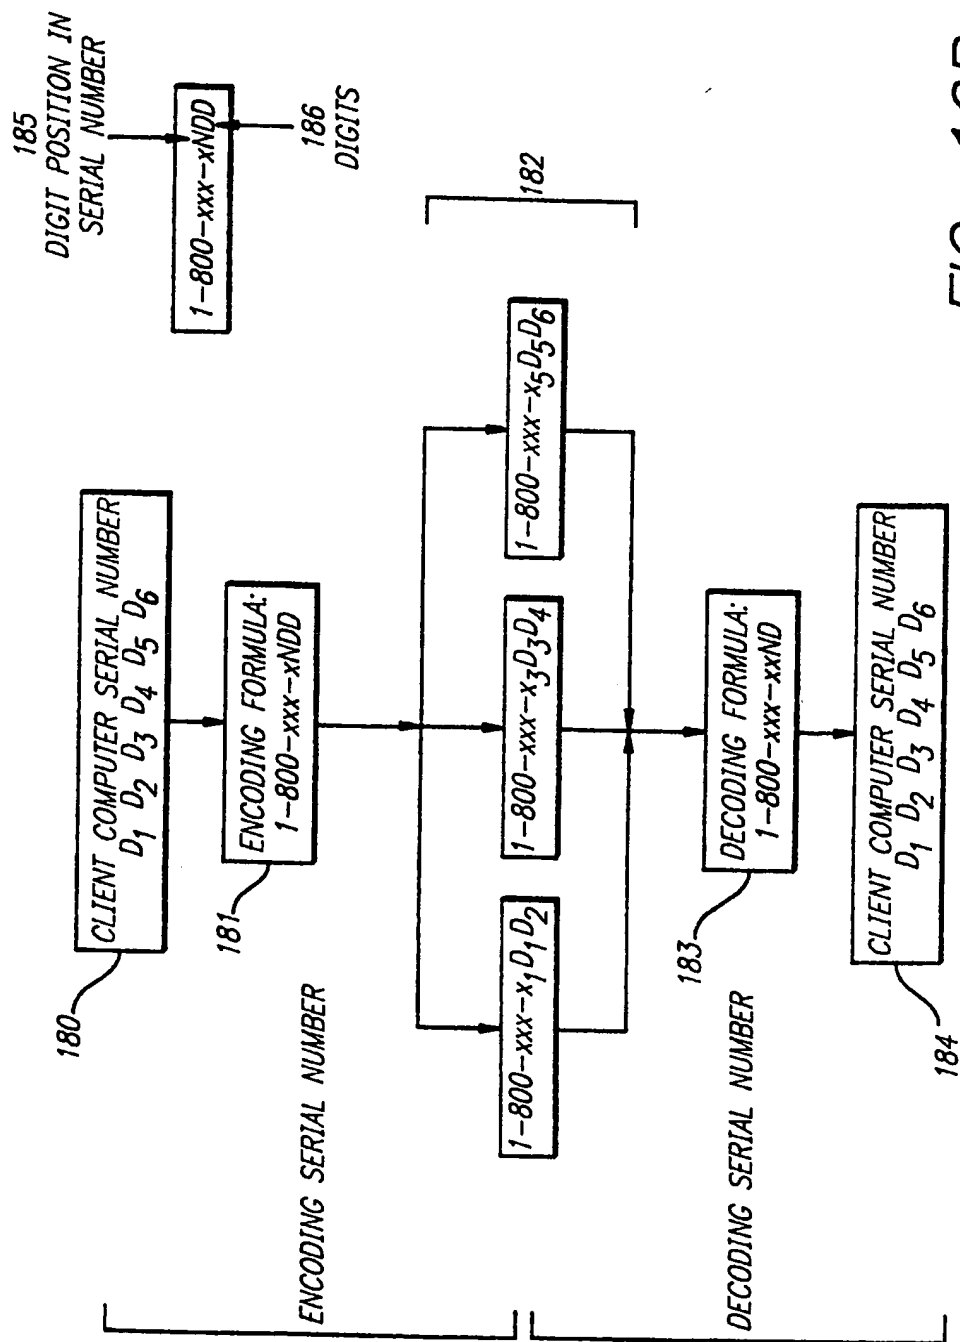 185
DIGIT POSITION IN
SERIAL NUMBER
1-800-xxx-xNDD
186
DIGITS
180
CLIENT COMPUTER SERIAL NUMBER
D1 D2 D3 D4 D5 D6
181
ENCODING FORMULA:
1-800-xxx-xNDD
ENCODING SERIAL NUMBER
1-800-xxx-x1D1D2
1-800-xxx-x3D3D4
1-800-xxx-x5D5D6
182
183
DECODING FORMULA:
1-800-xxx-xxND
DECODING SERIAL NUMBER
184
CLIENT COMPUTER SERIAL NUMBER
D1 D2 D3 D4 D5 D6